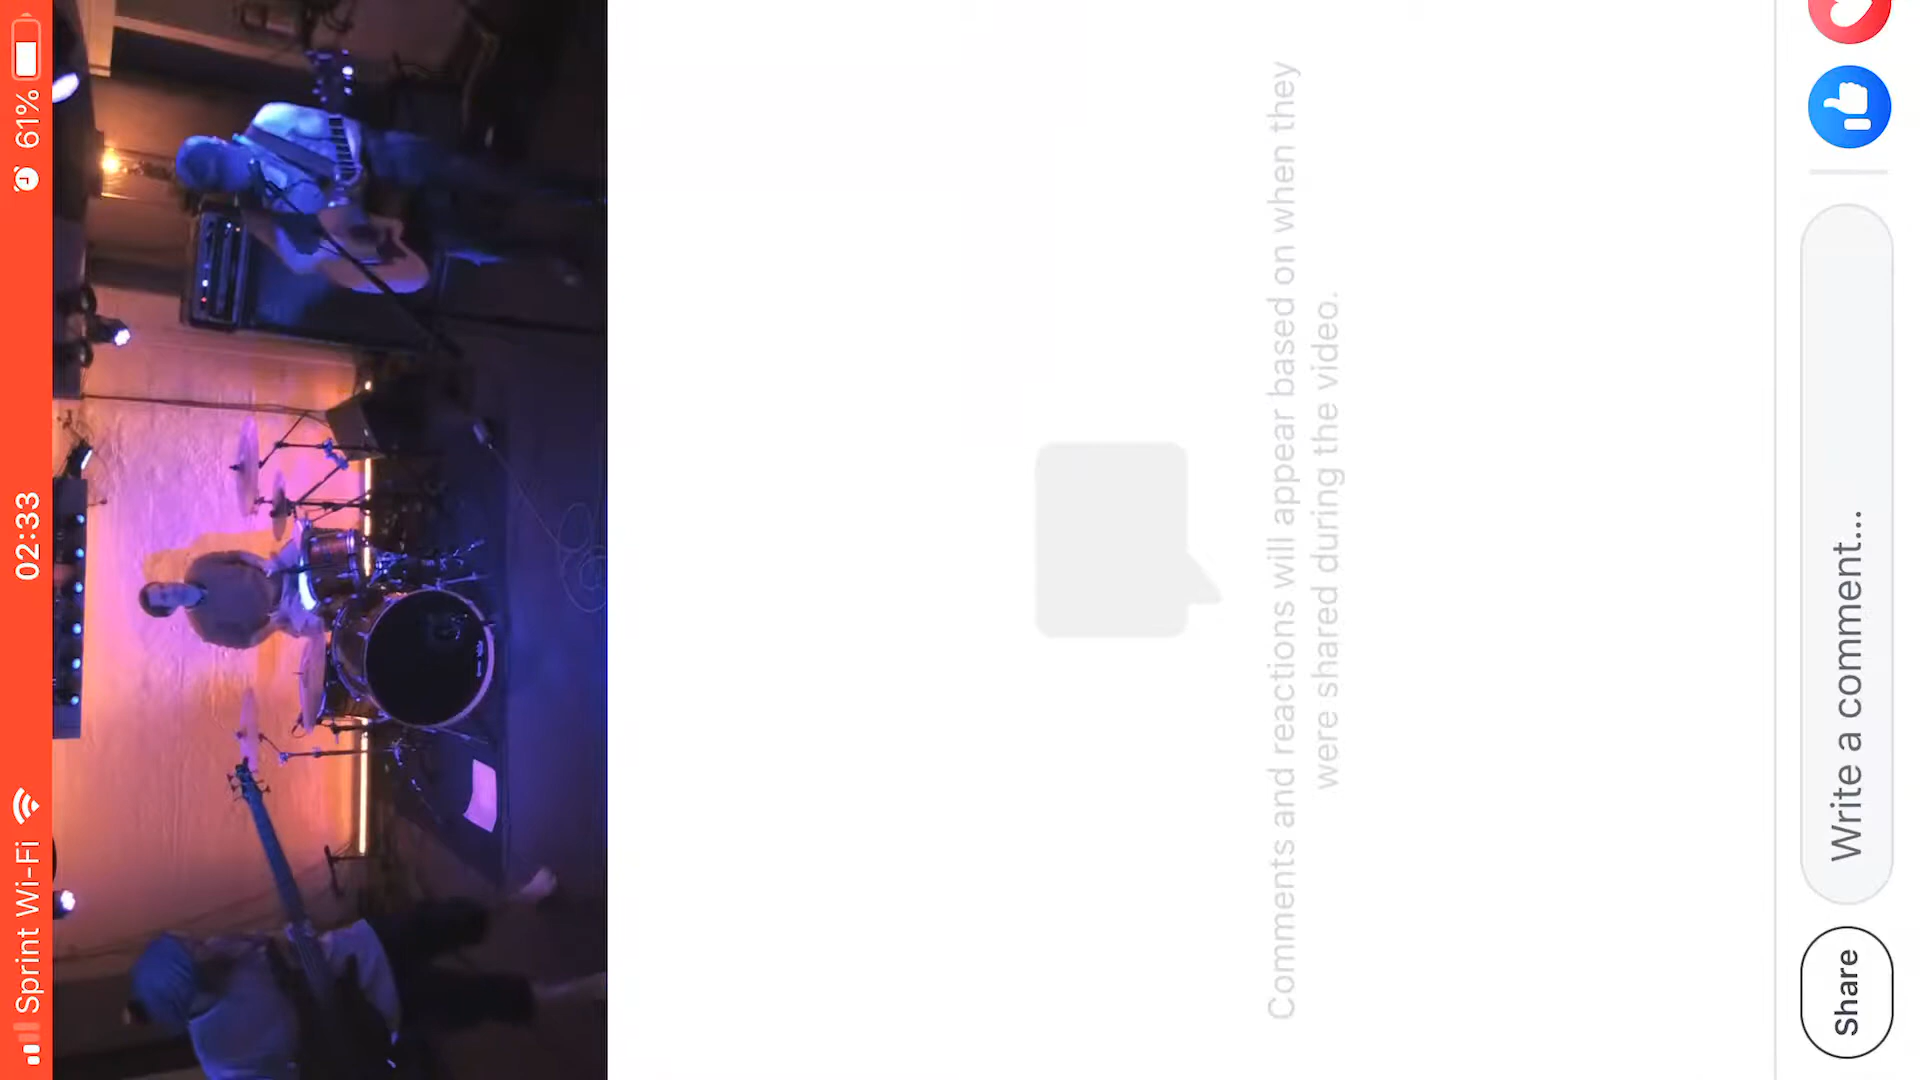 Sprint Wi-Fi 02:33 61%
Comments and reactions will appear based on when they
were shared during the video.
Share Write a comment...